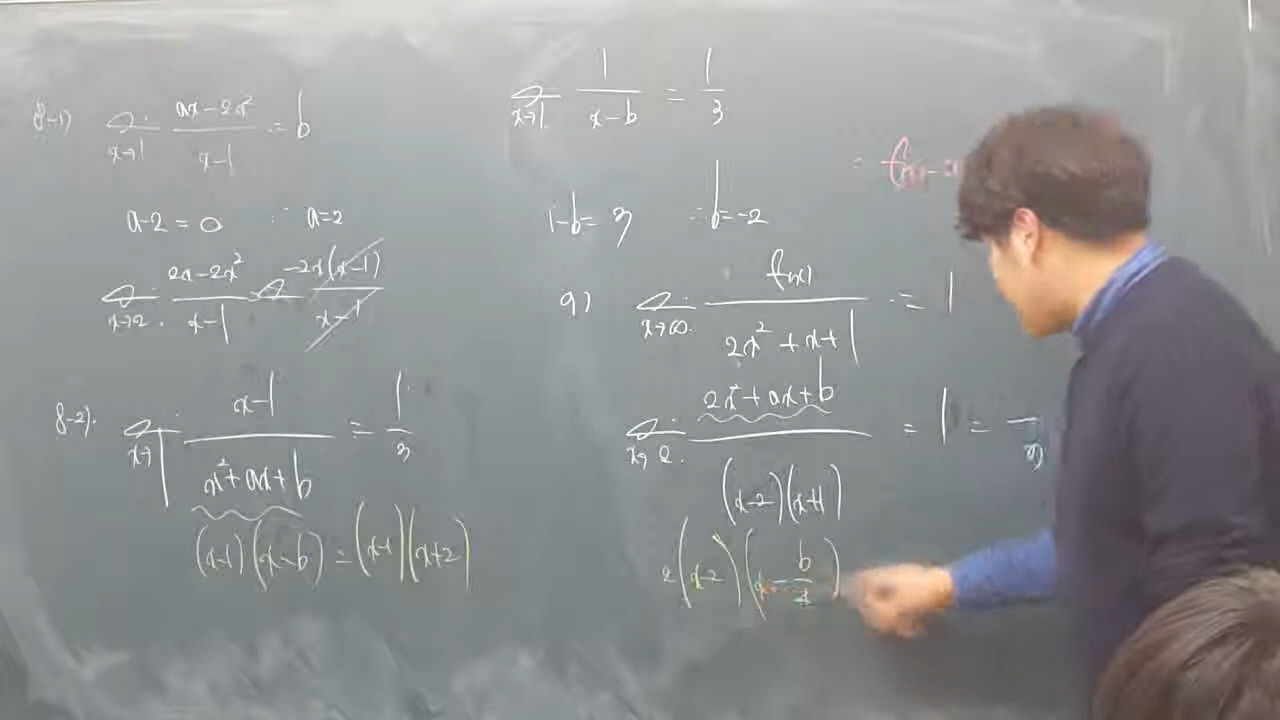 8-1) lim x→1 (ax-2x²)/(x-1) = b
a-2=0 ∴ a=2
lim (2x-2x²)/(x-1) = lim -2x(x-1)/(x-1)
8-2) lim x→1 (x-1)/(x²+ax+b) = 1/3
(x-1)(x-b) = (x-1)(x+2)
lim x→1 1/(x-b) = 1/3
1-b=3 ∴ b=-2
9) lim x→∞ f(x)/(2x²+x+1) = 1
lim x→2 (2x²+ax+b)/((x-2)(x+1)) = 1 =
2(x-2)(x-b/4)